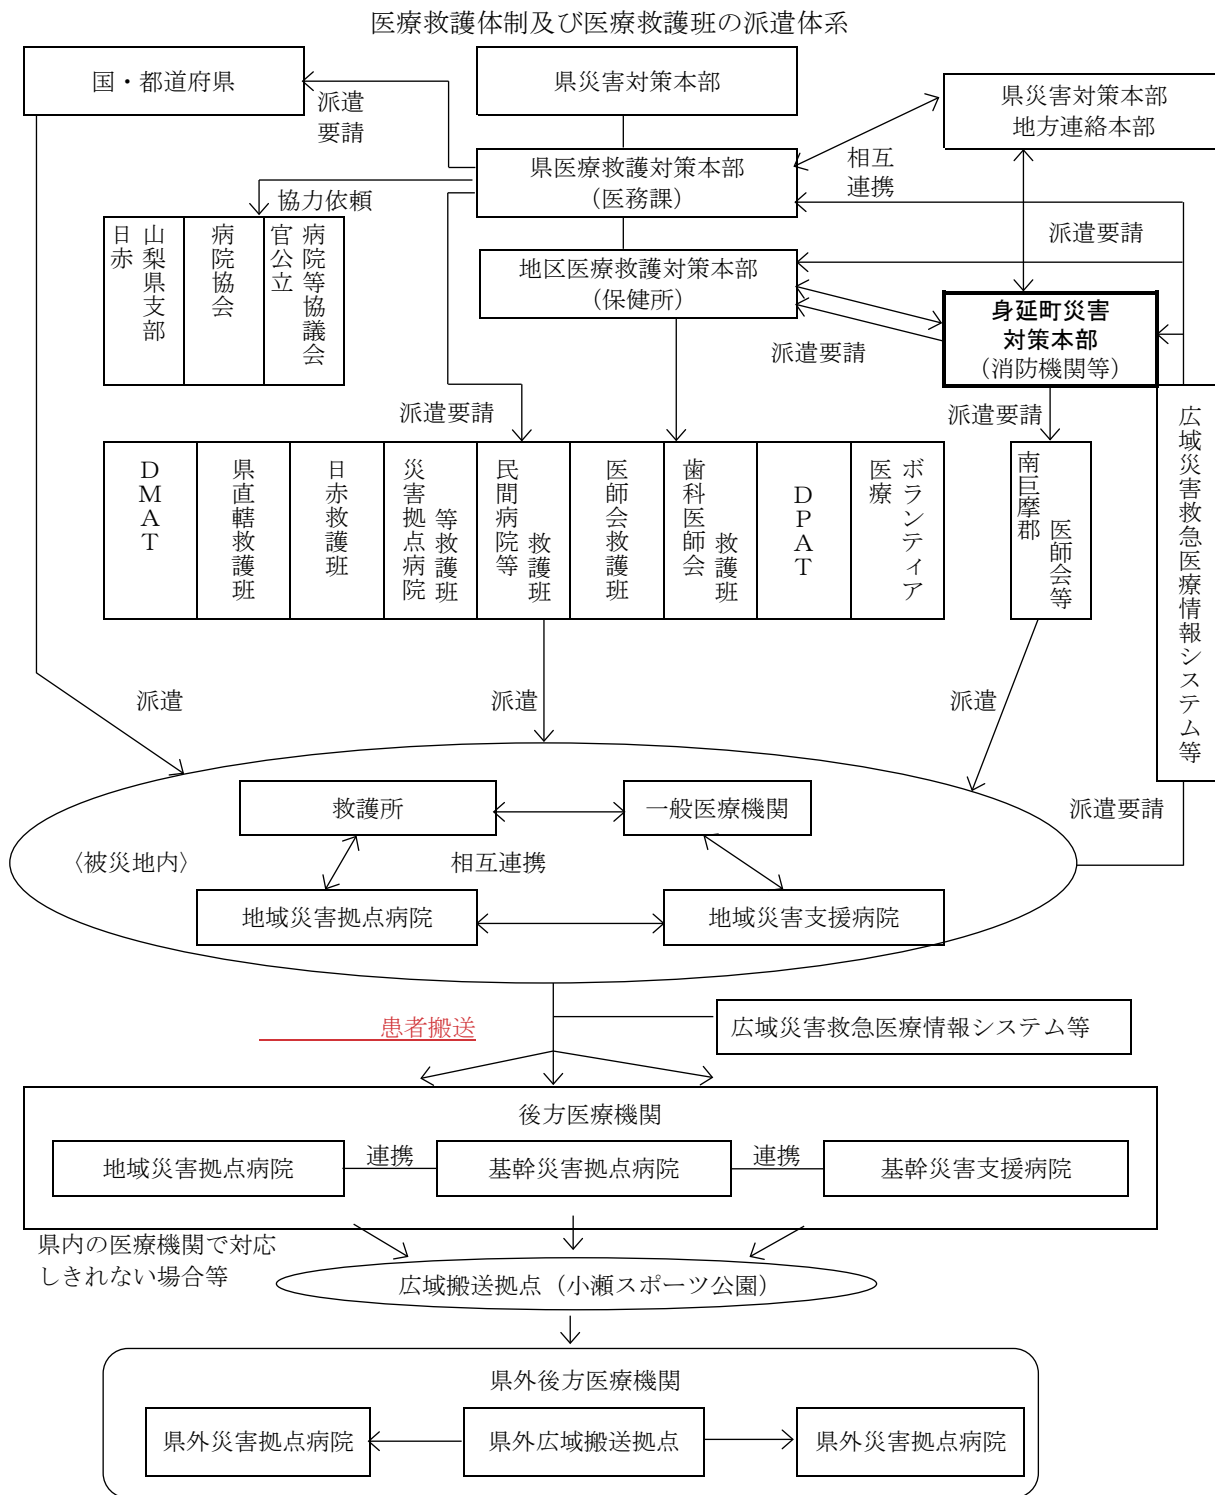 医療救護体制及び医療救護班の派遣体系
国・都道府県
県災害対策本部
県災害対策本部
地方連絡本部
派遣
要請
県医療救護対策本部
（医務課）
相互
連携
協力依頼
日赤
山梨県支部
病院協会
官公立
病院等協議会
派遣要請
地区医療救護対策本部
（保健所）
身延町災害
対策本部
（消防機関等）
派遣要請
派遣要請
派遣要請
DMAT
県直轄救護班
日赤救護班
災害拠点病院
等救護班
民間病院等
救護班
医師会救護班
歯科医師会
救護班
DPAT
医療
ボランティア
南巨摩郡
医師会等
広域災害救急医療情報システム等
派遣
派遣
派遣
救護所
一般医療機関
派遣要請
〈被災地内〉
相互連携
地域災害拠点病院
地域災害支援病院
患者搬送
広域災害救急医療情報システム等
後方医療機関
地域災害拠点病院
連携
基幹災害拠点病院
連携
基幹災害支援病院
県内の医療機関で対応
しきれない場合等
広域搬送拠点（小瀬スポーツ公園）
県外後方医療機関
県外災害拠点病院
県外広域搬送拠点
県外災害拠点病院